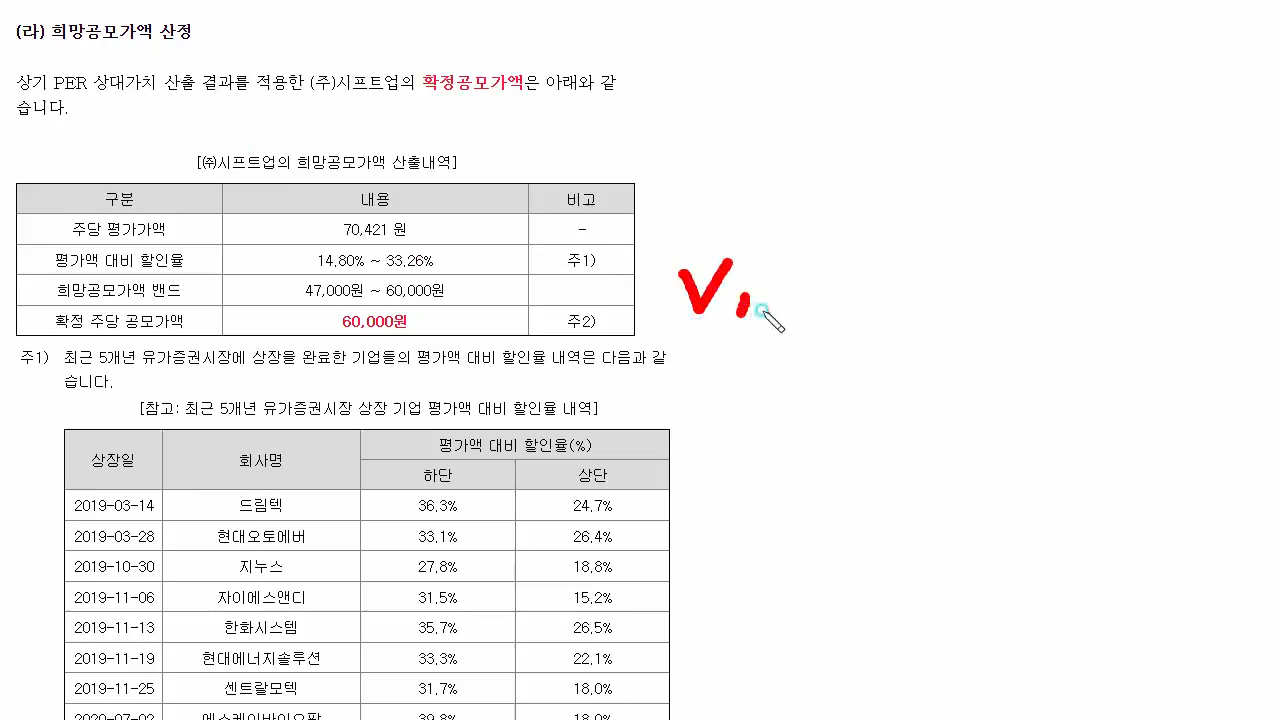 (라) 희망공모가액 산정
상기 PER 상대가치 산출 결과를 적용한 (주)시프트업의 확정공모가액은 아래와 같
습니다.
[㈜시프트업의 희망공모가액 산출내역]
구분 내용 비고
주당 평가가액 70,421 원 -
평가액 대비 할인율 14.80% ~ 33.26% 주1)
희망공모가액 밴드 47,000원 ~ 60,000원
확정 주당 공모가액 60,000원 주2)
주1) 최근 5개년 유가증권시장에 상장을 완료한 기업들의 평가액 대비 할인율 내역은 다음과 같
습니다.
[참고: 최근 5개년 유가증권시장 상장 기업 평가액 대비 할인율 내역]
상장일 회사명 평가액 대비 할인율(%)
하단 상단
2019-03-14 드림텍 36.3% 24.7%
2019-03-28 현대오토에버 33.1% 26.4%
2019-10-30 지누스 27.8% 18.8%
2019-11-06 자이에스앤디 31.5% 15.2%
2019-11-13 한화시스템 35.7% 26.5%
2019-11-19 현대에너지솔루션 33.3% 22.1%
2019-11-25 센트랄모텍 31.7% 18.0%
2020-07-02 에스케이바이오팜 39.8% 18.0%